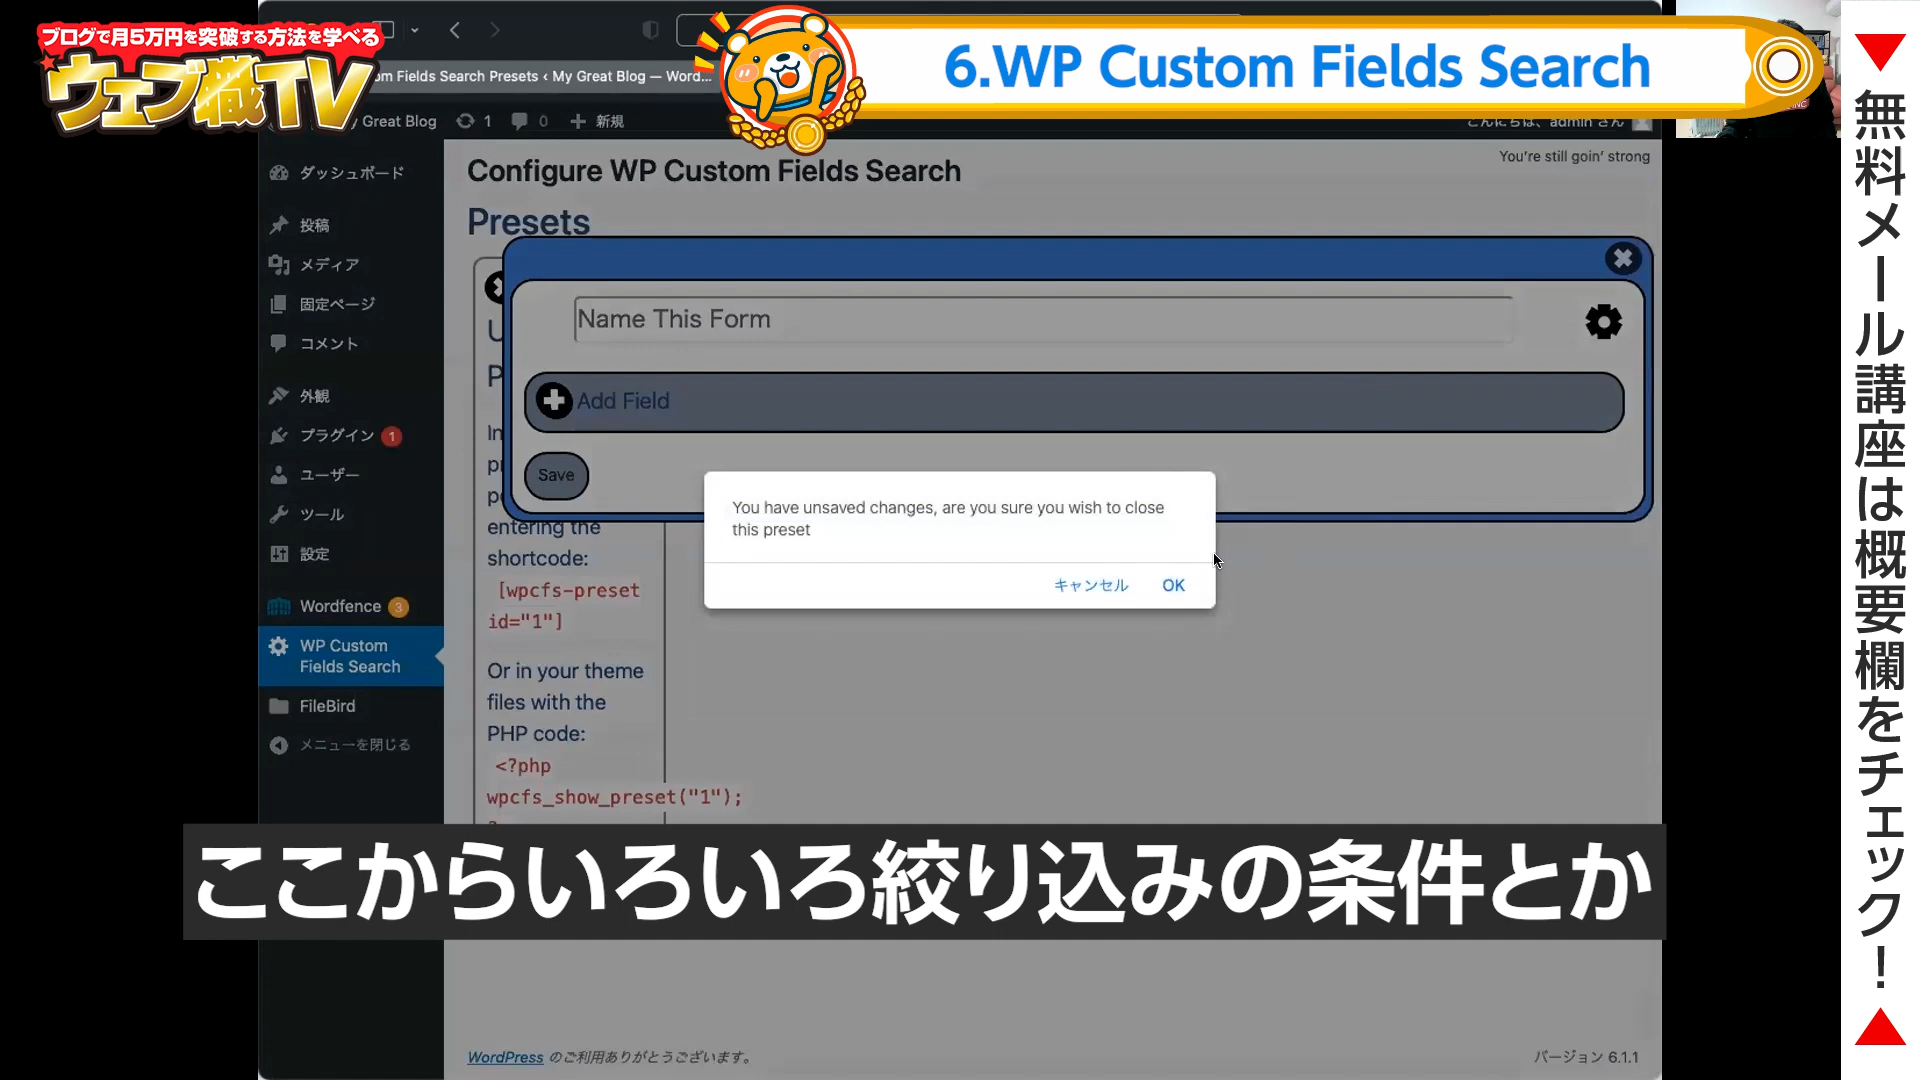 ブログで月5万円を突破する方法を学べる
ウェブ職TV
6.WP Custom Fields Search
om Fields Search Presets ‹ My Great Blog — Word...
Great Blog
1
0
新規
こんにちは、admin さん
ダッシュボード
投稿
メディア
固定ページ
コメント
外観
プラグイン 1
ユーザー
ツール
設定
Wordfence 3
WP Custom
Fields Search
FileBird
メニューを閉じる
You're still goin' strong
Configure WP Custom Fields Search
Presets
Name This Form
Add Field
Save
You have unsaved changes, are you sure you wish to close
this preset
キャンセル
OK
entering the
shortcode:
[wpcfs-preset
id="1"]
Or in your theme
files with the
PHP code:
<?php
wpcfs_show_preset("1");
ここからいろいろ絞り込みの条件とか
WordPress のご利用ありがとうございます。
バージョン 6.1.1
▼無料メール講座は概要欄をチェック！▲